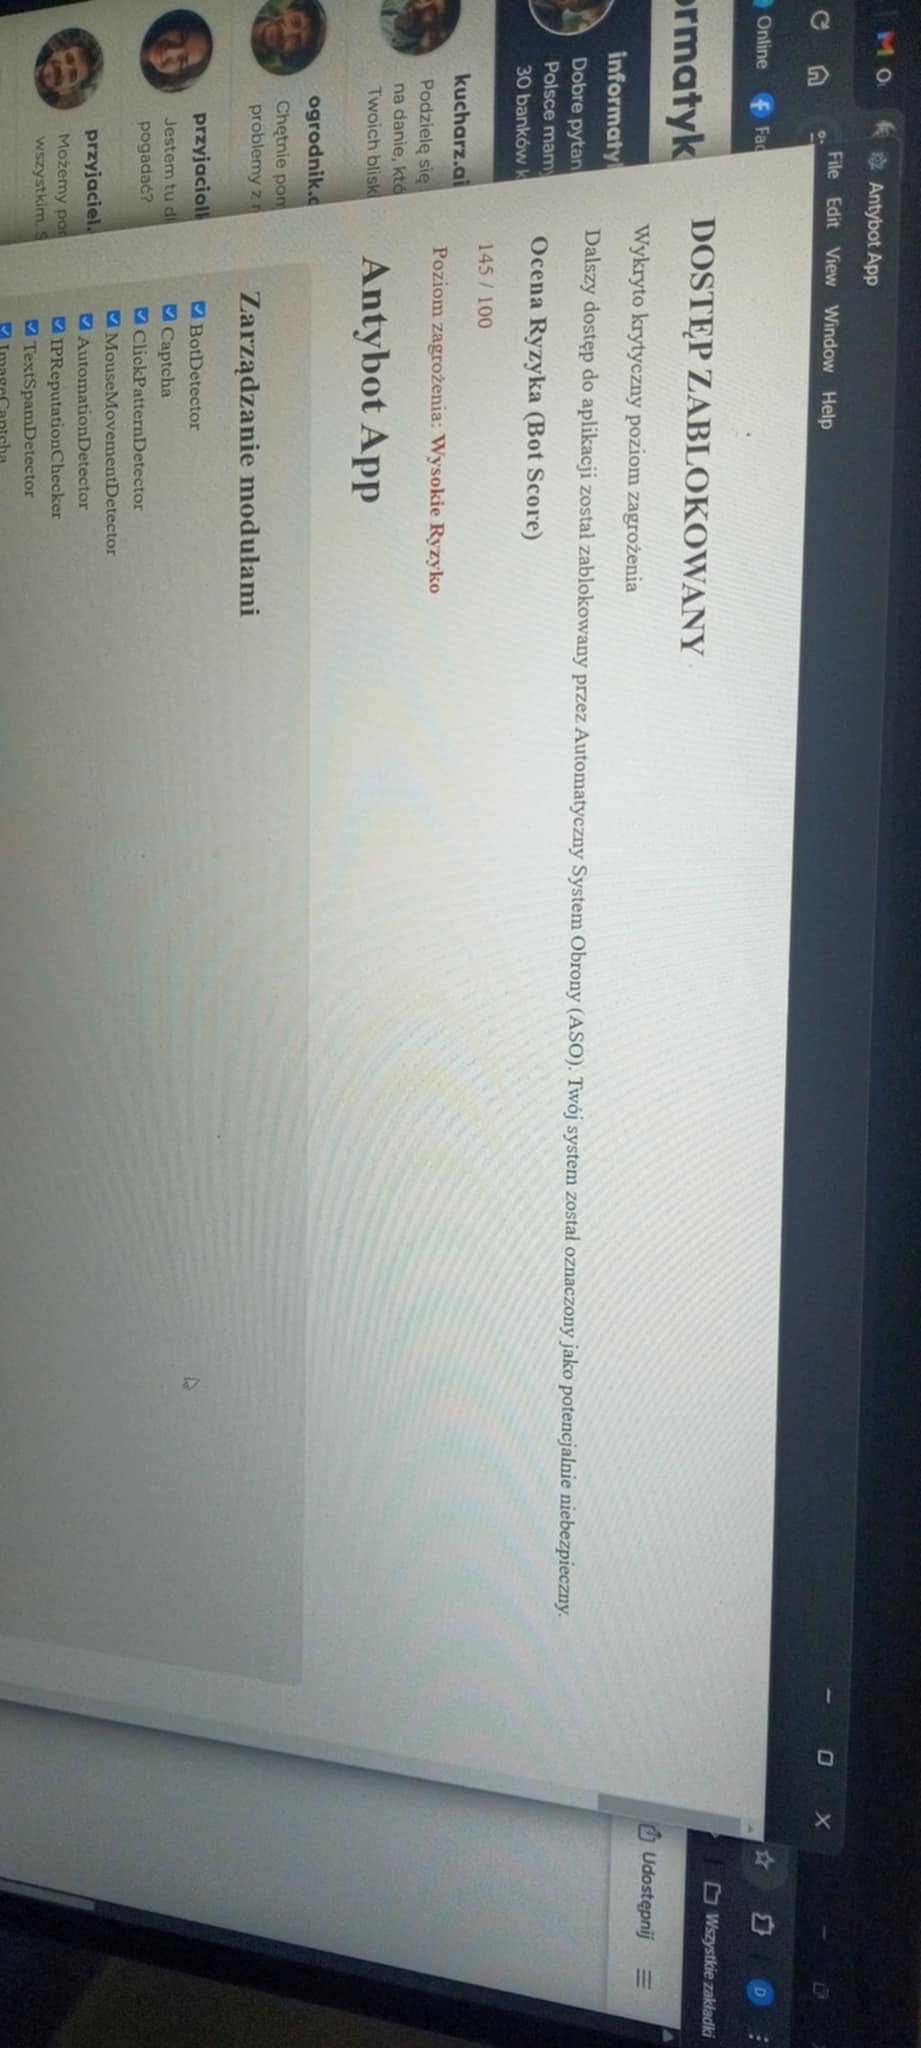 Antybot App
File Edit View Window Help
DOSTĘP ZABLOKOWANY
Wykryto krytyczny poziom zagrożenia
Dalszy dostęp do aplikacji został zablokowany przez Automatyczny System Obrony (ASO). Twój system został oznaczony jako potencjalnie niebezpieczny.
Ocena Ryzyka (Bot Score)
145 / 100
Poziom zagrożenia: Wysokie Ryzyko
Antybot App
Zarządzanie modułami
BotDetector
Captcha
ClickPatternDetector
MouseMovementDetector
AutomationDetector
IPReputationChecker
TextSpamDetector
ImageCaptcha
Online
Fac
ormatyk
informaty
Dobre pytan
Polsce mam
30 banków k
kucharz.ai
Podzielę się
na danie, któ
Twoich blisk
ogrodnik.
Chętnie pom
problemy z r
przyjaciółk
Jestem tu dl
pogadać?
przyjaciel.
Możemy por
wszystkim. S
Wszystkie zakładki
Udostępnij
D